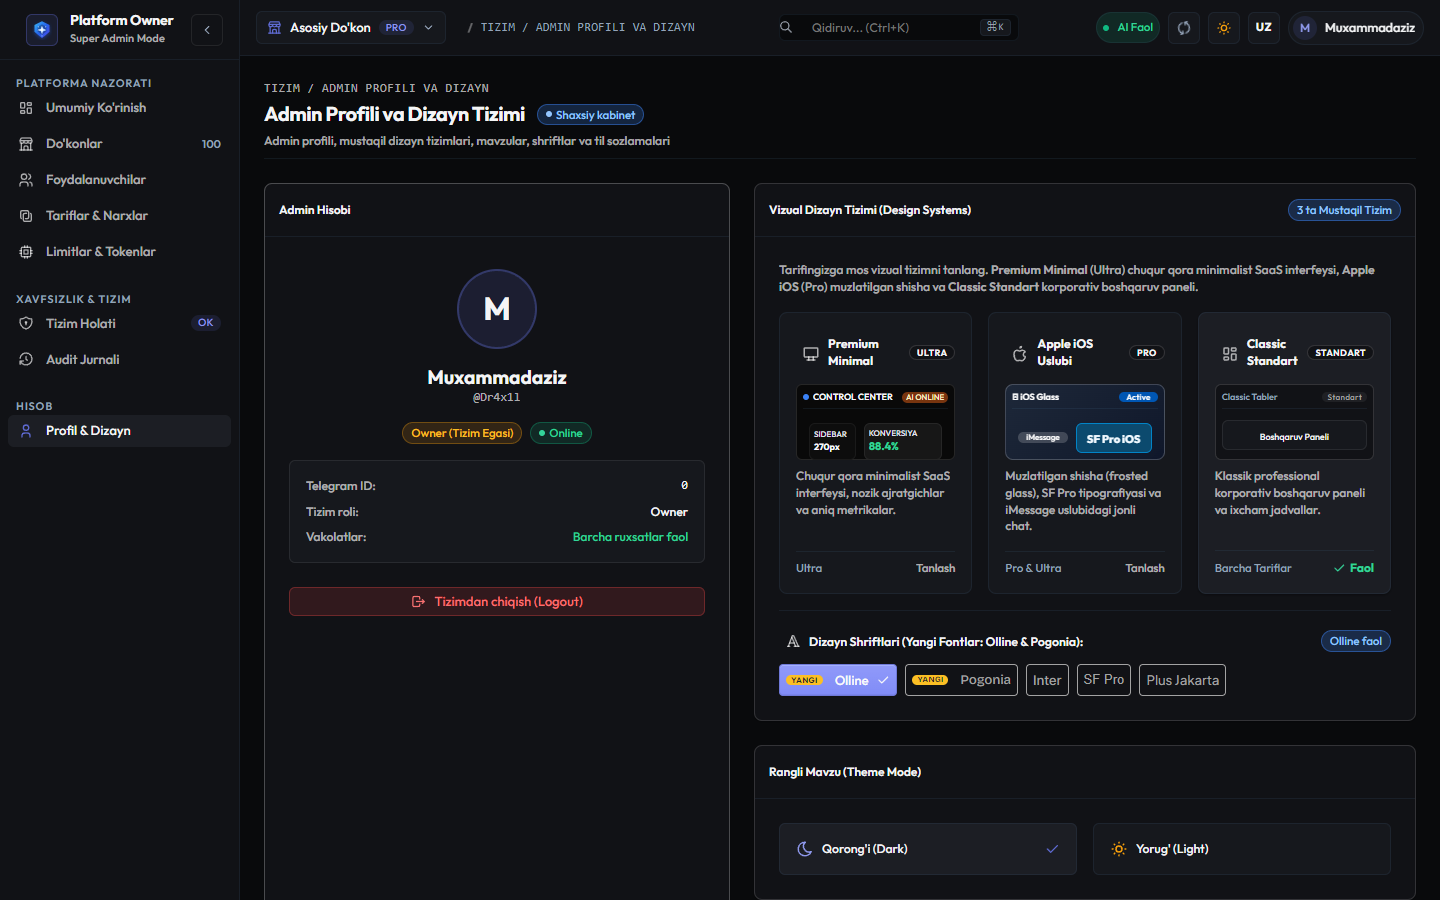 Platform Owner
Super Admin Mode
PLATFORMA NAZORATI
Umumiy Ko'rinish
Do'konlar 100
Foydalanuvchilar
Tariflar & Narxlar
Limitlar & Tokenlar
XAVFSIZLIK & TIZIM
Tizim Holati OK
Audit Jurnali
HISOB
Profil & Dizayn
Asosiy Do'kon PRO
/ TIZIM / ADMIN PROFILI VA DIZAYN
Qidiruv... (Ctrl+K) ⌘K
AI Faol
UZ
M Muxammadaziz
TIZIM / ADMIN PROFILI VA DIZAYN
Admin Profili va Dizayn Tizimi Shaxsiy kabinet
Admin profili, mustaqil dizayn tizimlari, mavzular, shriftlar va til sozlamalari
Admin Hisobi
M
Muxammadaziz
@Dr4x1l
Owner (Tizim Egasi) Online
Telegram ID: 0
Tizim roli: Owner
Vakolatlar: Barcha ruxsatlar faol
Tizimdan chiqish (Logout)
Vizual Dizayn Tizimi (Design Systems) 3 ta Mustaqil Tizim
Tarifingizga mos vizual tizimni tanlang. Premium Minimal (Ultra) chuqur qora minimalist SaaS interfeysi, Apple
iOS (Pro) muzlatilgan shisha va Classic Standart korporativ boshqaruv paneli.
Premium
Minimal
ULTRA
CONTROL CENTER AI ONLINE
SIDEBAR
270px
KONVERSIYA
88.4%
Chuqur qora minimalist SaaS
interfeysi, nozik ajratgichlar
va aniq metrikalar.
Ultra Tanlash
Apple iOS
Uslubi
PRO
iOS Glass Active
iMessage SF Pro iOS
Muzlatilgan shisha (frosted
glass), SF Pro tipografiyasi va
iMessage uslubidagi jonli
chat.
Pro & Ultra Tanlash
Classic
Standart
STANDART
Classic Tabler Standart
Boshqaruv Paneli
Klassik professional
korporativ boshqaruv paneli
va ixcham jadvallar.
Barcha Tariflar Faol
Dizayn Shriftlari (Yangi Fontlar: Olline & Pogonia): Olline faol
YANGI Olline
YANGI Pogonia
Inter
SF Pro
Plus Jakarta
Rangli Mavzu (Theme Mode)
Qorong'i (Dark)
Yorug' (Light)